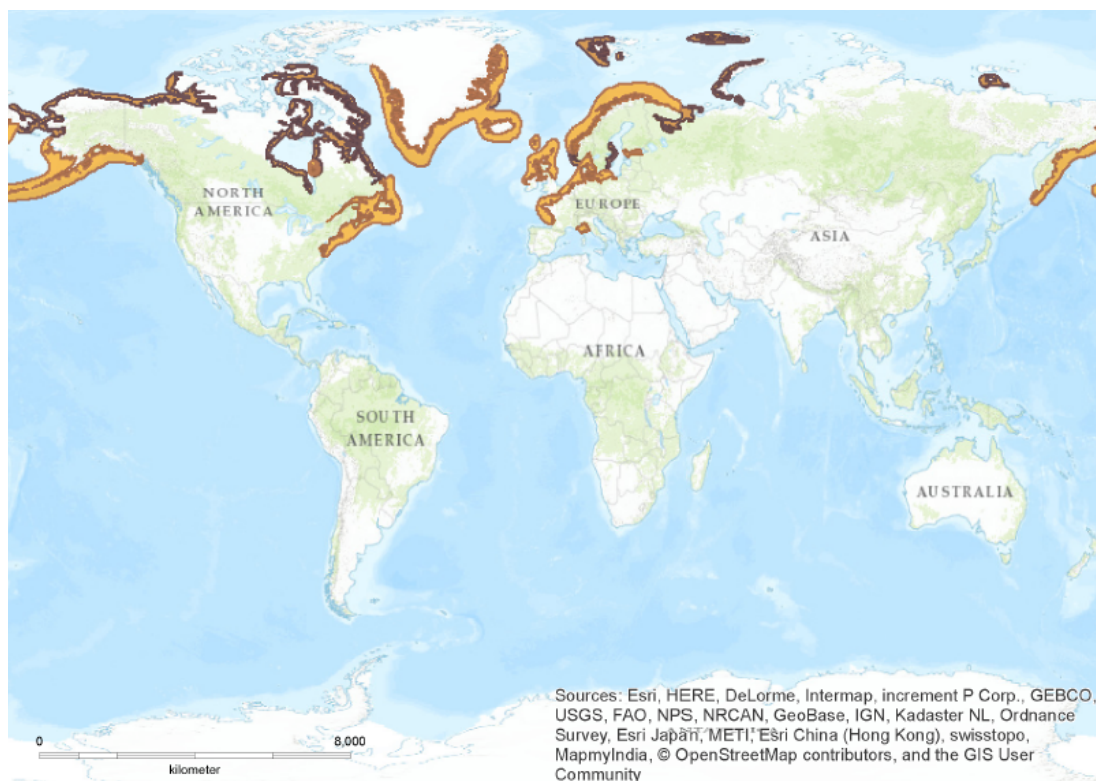 NORTH
AMERICA
EUROPE
ASIA
AFRICA
SOUTH
AMERICA
AUSTRALIA
Sources: Esri, HERE, DeLorme, Intermap, increment P Corp., GEBCO,
USGS, FAO, NPS, NRCAN, GeoBase, IGN, Kadaster NL, Ordnance
Survey, Esri Japan, METI, Esri China (Hong Kong), swisstopo,
MapmyIndia, © OpenStreetMap contributors, and the GIS User
Community
0 8,000
kilometer